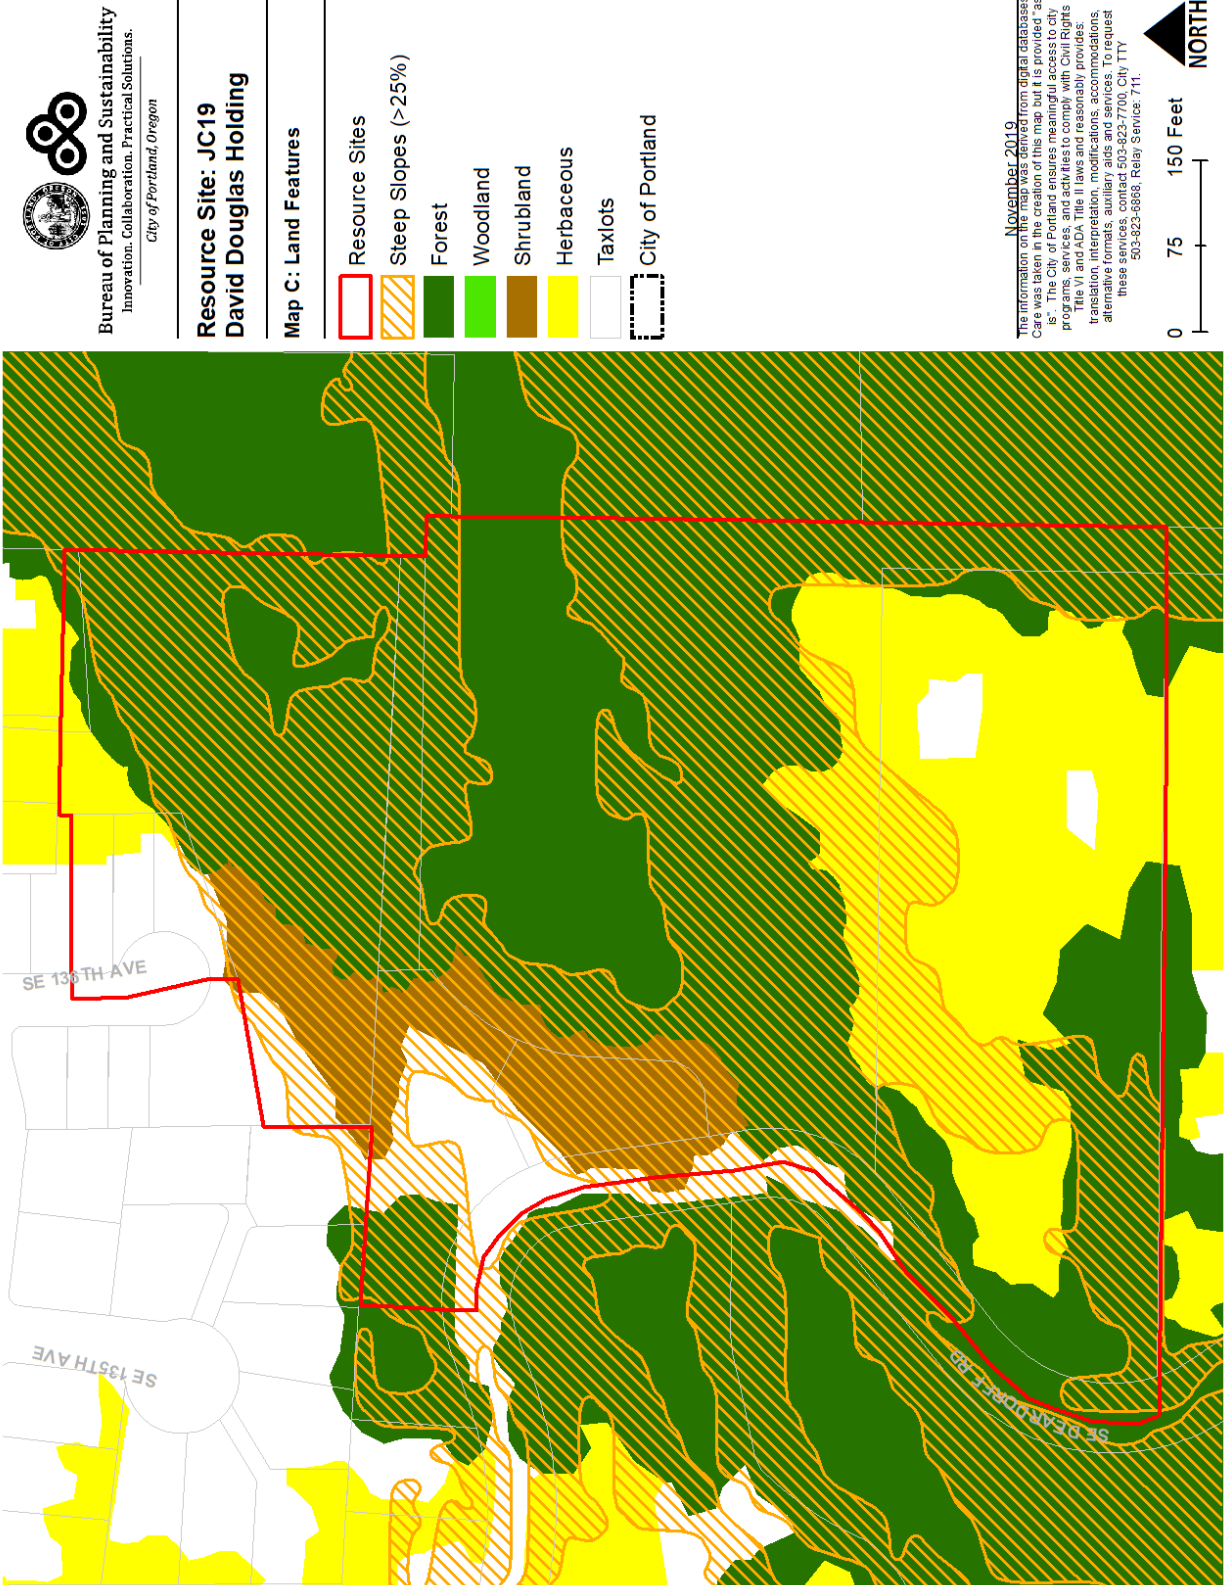 Bureau of Planning and Sustainability
Innovation. Collaboration. Practical Solutions.
City of Portland, Oregon
Resource Site: JC19
David Douglas Holding
Map C: Land Features
Resource Sites
Steep Slopes (>25%)
Forest
Woodland
Shrubland
Herbaceous
Taxlots
City of Portland
November 2019
The information on the map was derived from digital databases
Care was taken in the creation of this map but it is provided "as
is". The City of Portland ensures meaningful access to city
programs, services, and activities to comply with Civil Rights
Title VI and ADA Title II laws and reasonably provides:
translation, interpretation, modifications, accommodations,
alternative formats, auxiliary aids and services. To request
these services, contact 503-823-7700, City TTY
503-823-6868, Relay Service: 711.
0 75 150 Feet
NORTH
SE 136TH AVE
SE 135TH AVE
SE DEARDORFF RD